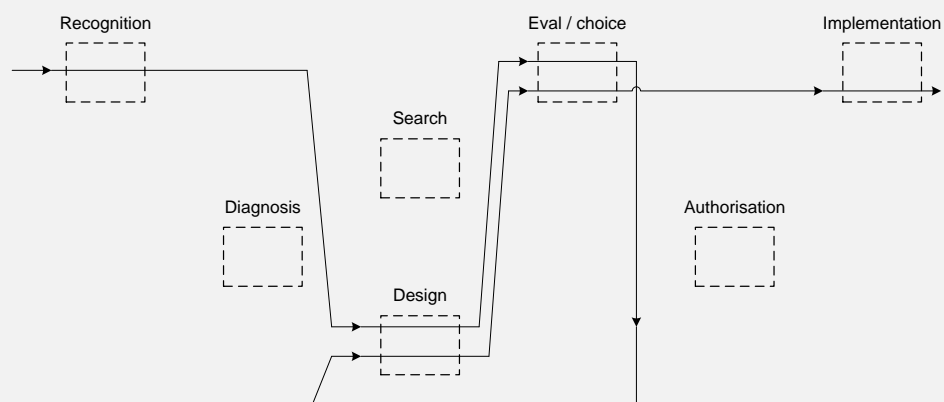 Recognition
Eval / choice
Implementation
Search
Diagnosis
Authorisation
Design